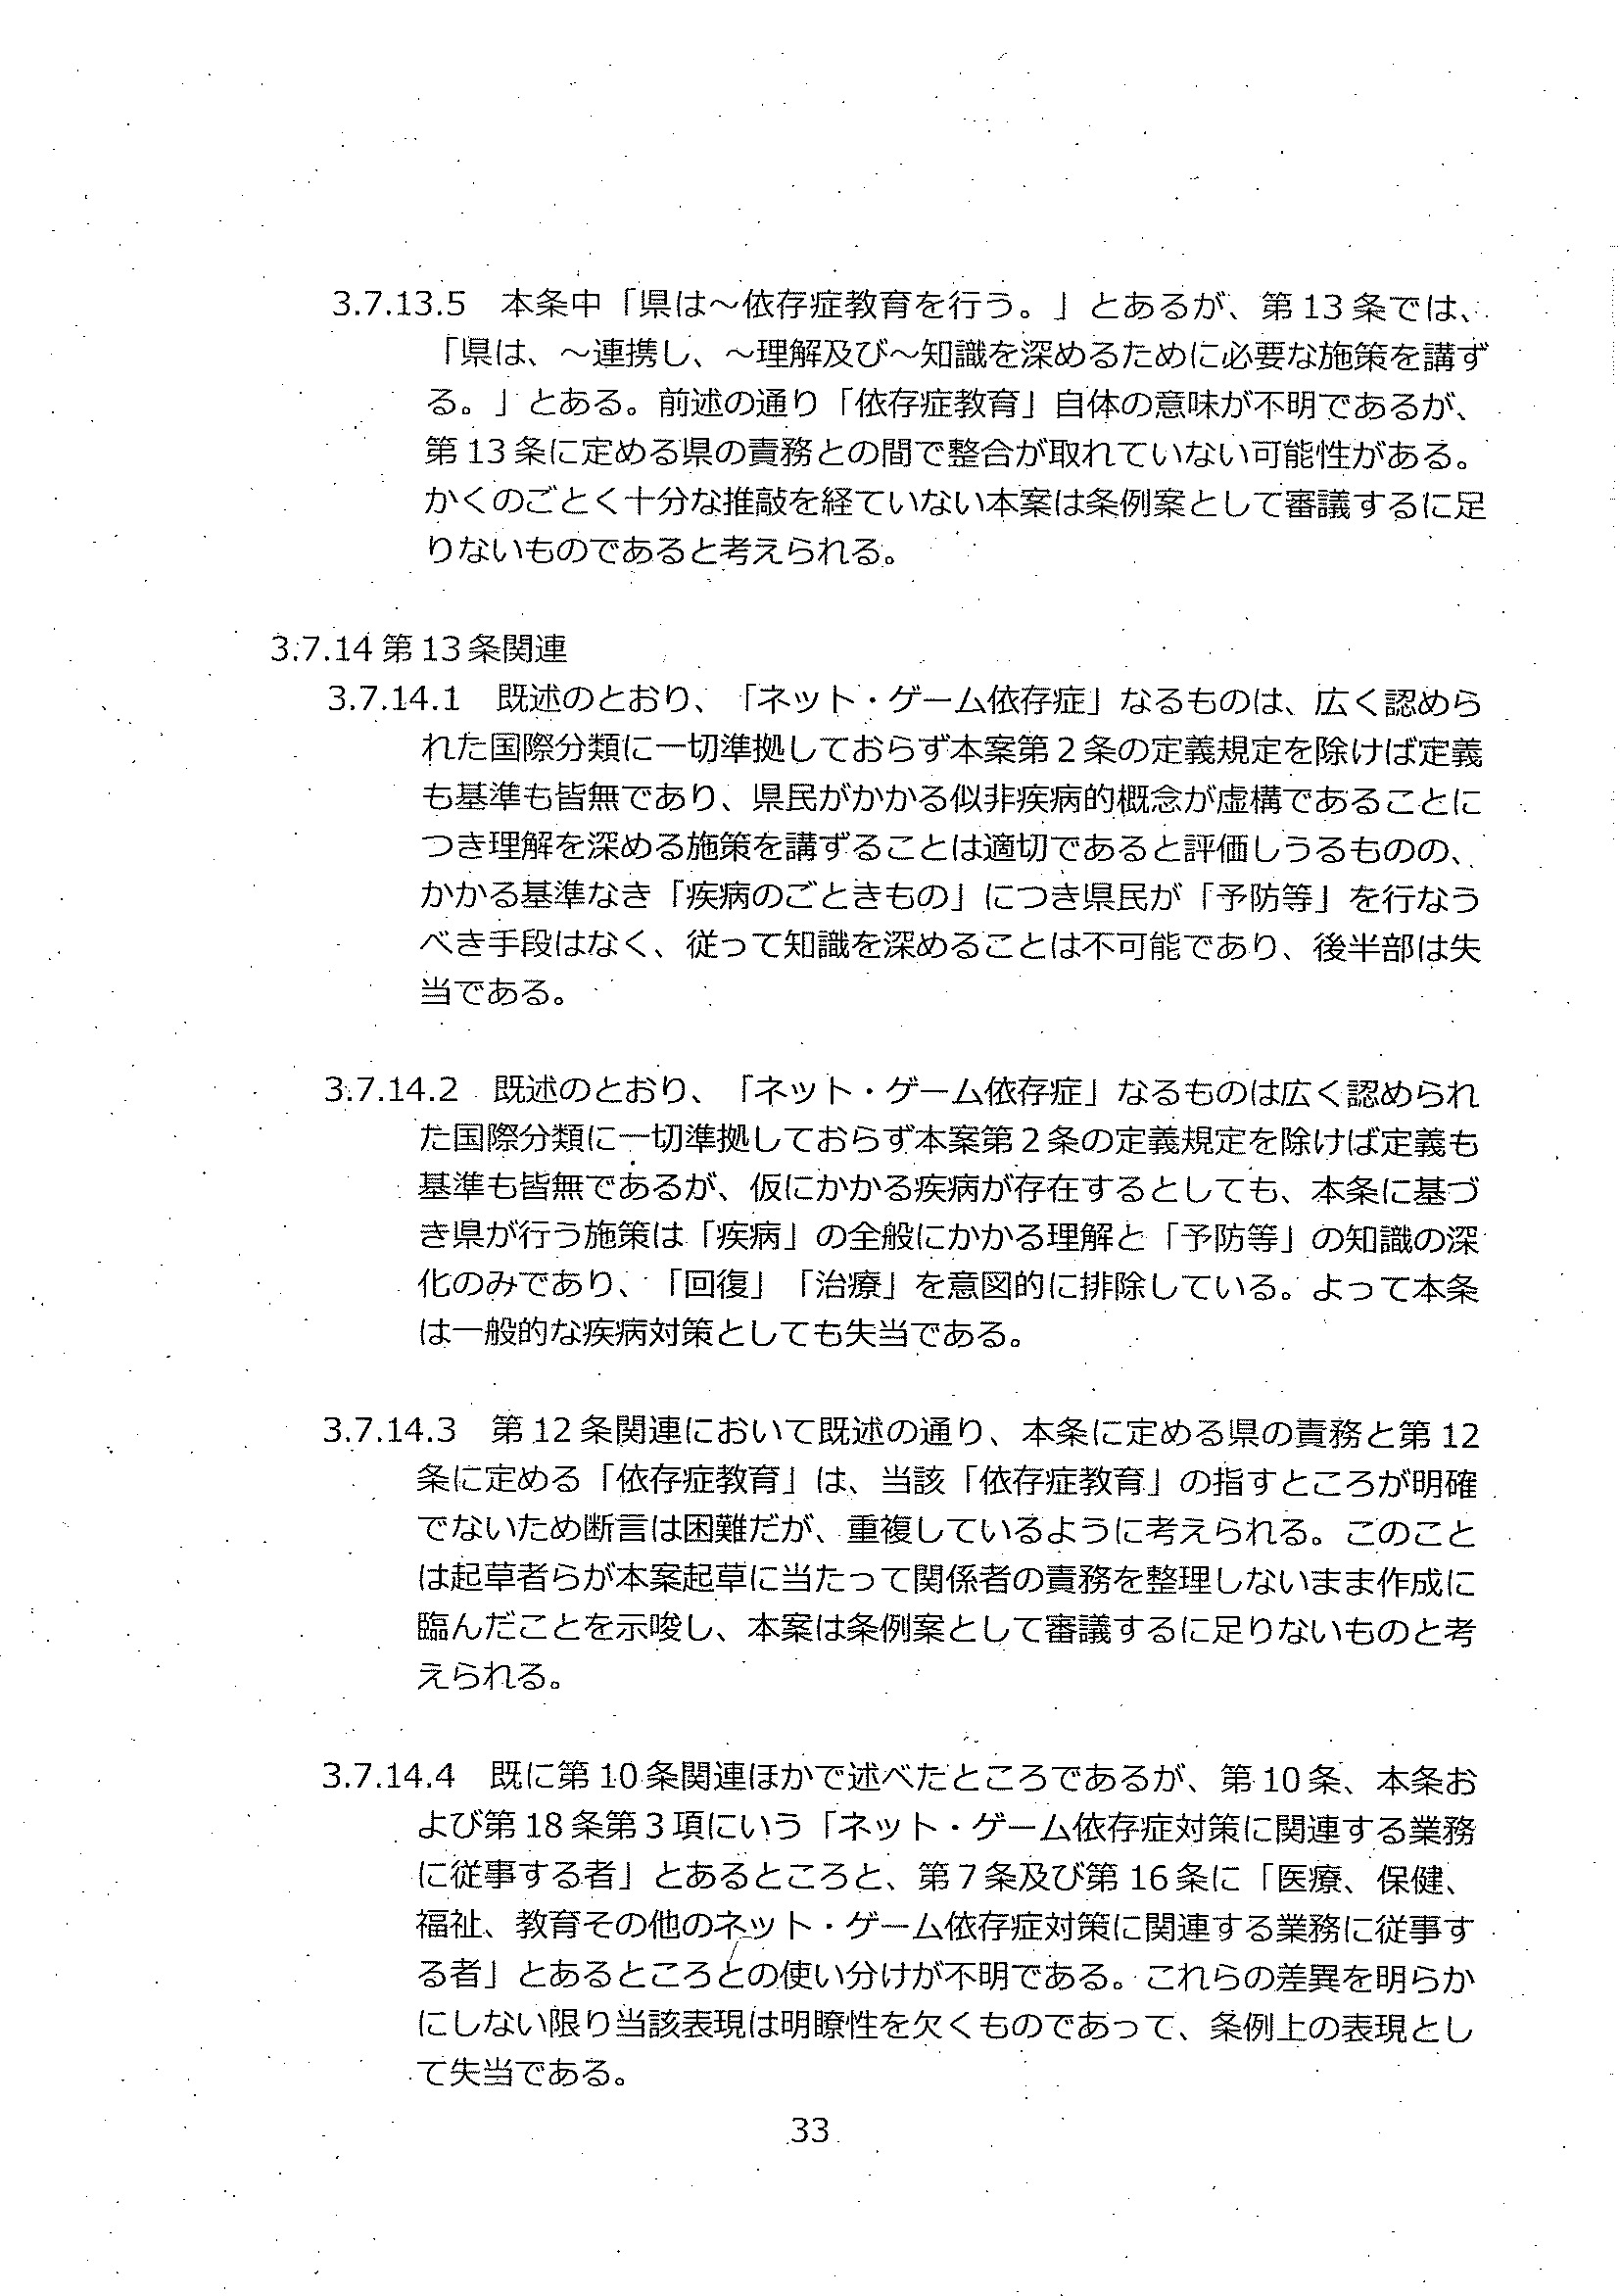 3.7.13.5　本条中「県は～依存症教育を行う。」とあるが、第13条では、
「県は、～連携し、～理解及び～知識を深めるために必要な施策を講ず
る。」とある。前述の通り「依存症教育」自体の意味が不明であるが、
第13条に定める県の責務との間で整合が取れていない可能性がある。
かくのごとく十分な推敲を経ていない本案は条例案として審議するに足
りないものであると考えられる。
3.7.14第13条関連
3.7.14.1　既述のとおり、「ネット・ゲーム依存症」なるものは、広く認めら
れた国際分類に一切準拠しておらず本案第2条の定義規定を除けば定義
も基準も皆無であり、県民がかかる似非疾病的概念が虚構であることに
つき理解を深める施策を講ずることは適切であると評価しうるものの、
かかる基準なき「疾病のごときもの」につき県民が「予防等」を行なう
べき手段はなく、従って知識を深めることは不可能であり、後半部は失
当である。
3.7.14.2　既述のとおり、「ネット・ゲーム依存症」なるものは広く認められ
た国際分類に一切準拠しておらず本案第2条の定義規定を除けば定義も
基準も皆無であるが、仮にかかる疾病が存在するとしても、本条に基づ
き県が行う施策は「疾病」の全般にかかる理解と「予防等」の知識の深
化のみであり、「回復」「治療」を意図的に排除している。よって本条
は一般的な疾病対策としても失当である。
3.7.14.3　第12条関連において既述の通り、本条に定める県の責務と第12
条に定める「依存症教育」は、当該「依存症教育」の指すところが明確
でないため断言は困難だが、重複しているように考えられる。このこと
は起草者らが本案起草に当たって関係者の責務を整理しないまま作成に
臨んだことを示唆し、本案は条例案として審議するに足りないものと考
えられる。
3.7.14.4　既に第10条関連ほかで述べたところであるが、第10条、本条お
よび第18条第3項にいう「ネット・ゲーム依存症対策に関連する業務
に従事する者」とあるところと、第7条及び第16条に「医療、保健、
福祉、教育その他のネット・ゲーム依存症対策に関連する業務に従事す
る者」とあるところとの使い分けが不明である。これらの差異を明らか
にしない限り当該表現は明瞭性を欠くものであって、条例上の表現とし
て失当である。
33